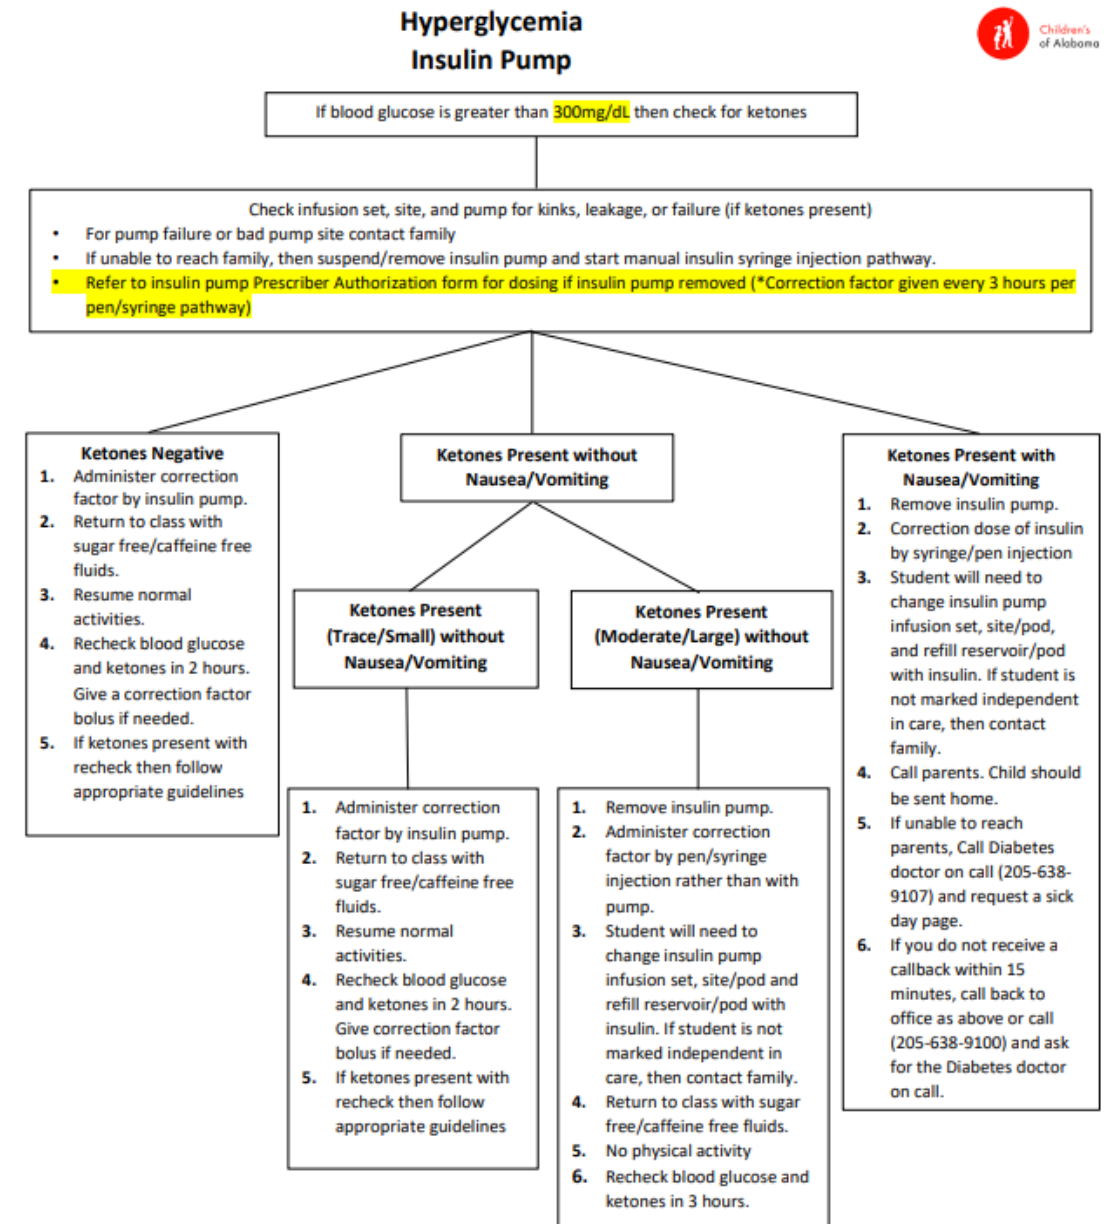 Hyperglycemia
Insulin Pump
Children's
of Alabama
If blood glucose is greater than 300mg/dL then check for ketones
Check infusion set, site, and pump for kinks, leakage, or failure (if ketones present)
• For pump failure or bad pump site contact family
• If unable to reach family, then suspend/remove insulin pump and start manual insulin syringe injection pathway.
• Refer to insulin pump Prescriber Authorization form for dosing if insulin pump removed (*Correction factor given every 3 hours per
pen/syringe pathway)
Ketones Negative
1. Administer correction
factor by insulin pump.
2. Return to class with
sugar free/caffeine free
fluids.
3. Resume normal
activities.
4. Recheck blood glucose
and ketones in 2 hours.
Give a correction factor
bolus if needed.
5. If ketones present with
recheck then follow
appropriate guidelines
Ketones Present without
Nausea/Vomiting
Ketones Present
(Trace/Small) without
Nausea/Vomiting
1. Administer correction
factor by insulin pump.
2. Return to class with
sugar free/caffeine free
fluids.
3. Resume normal
activities.
4. Recheck blood glucose
and ketones in 2 hours.
Give correction factor
bolus if needed.
5. If ketones present with
recheck then follow
appropriate guidelines
Ketones Present
(Moderate/Large) without
Nausea/Vomiting
1. Remove insulin pump.
2. Administer correction
factor by pen/syringe
injection rather than with
pump.
3. Student will need to
change insulin pump
infusion set, site/pod and
refill reservoir/pod with
insulin. If student is not
marked independent in
care, then contact family.
4. Return to class with sugar
free/caffeine free fluids.
5. No physical activity
6. Recheck blood glucose and
ketones in 3 hours.
Ketones Present with
Nausea/Vomiting
1. Remove insulin pump.
2. Correction dose of insulin
by syringe/pen injection
3. Student will need to
change insulin pump
infusion set, site/pod,
and refill reservoir/pod
with insulin. If student is
not marked independent
in care, then contact
family.
4. Call parents. Child should
be sent home.
5. If unable to reach
parents, Call Diabetes
doctor on call (205-638-
9107) and request a sick
day page.
6. If you do not receive a
callback within 15
minutes, call back to
office as above or call
(205-638-9100) and ask
for the Diabetes doctor
on call.